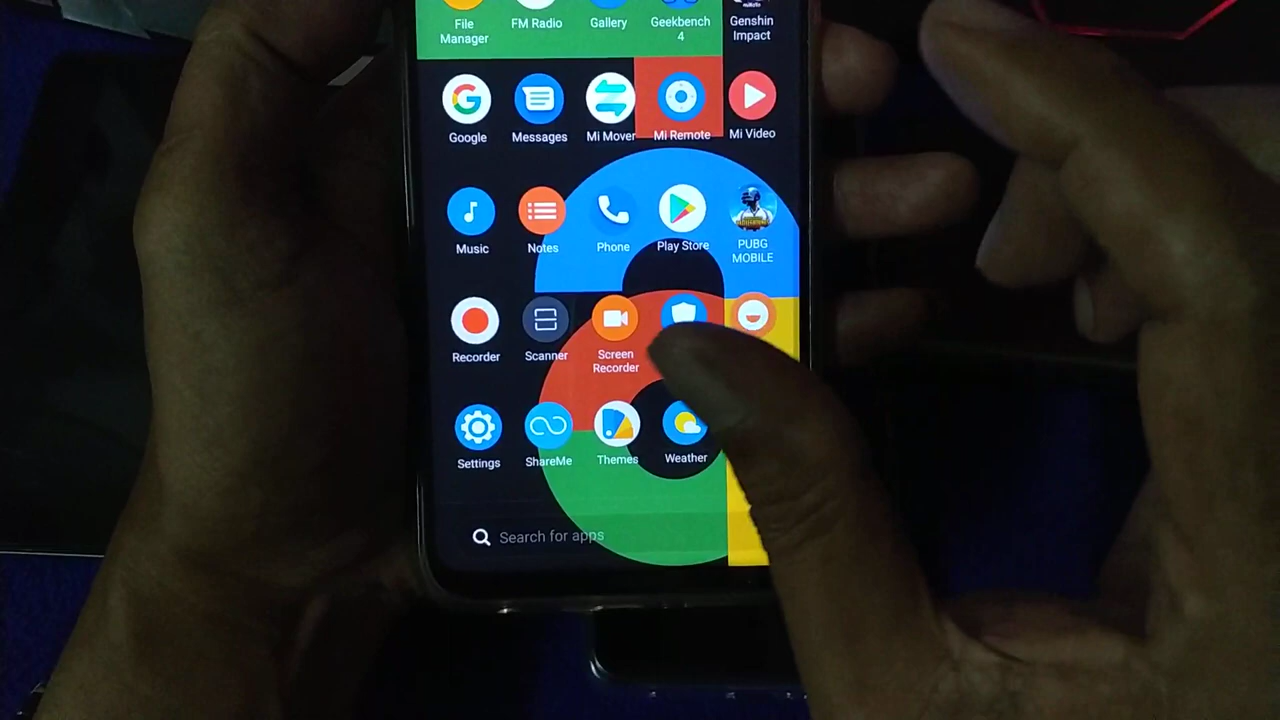 File Manager
FM Radio
Gallery
Geekbench 4
Genshin Impact
Google
Messages
Mi Mover
Mi Remote
Mi Video
Music
Notes
Phone
Play Store
PUBG MOBILE
Recorder
Scanner
Screen Recorder
Settings
ShareMe
Themes
Weather
Search for apps